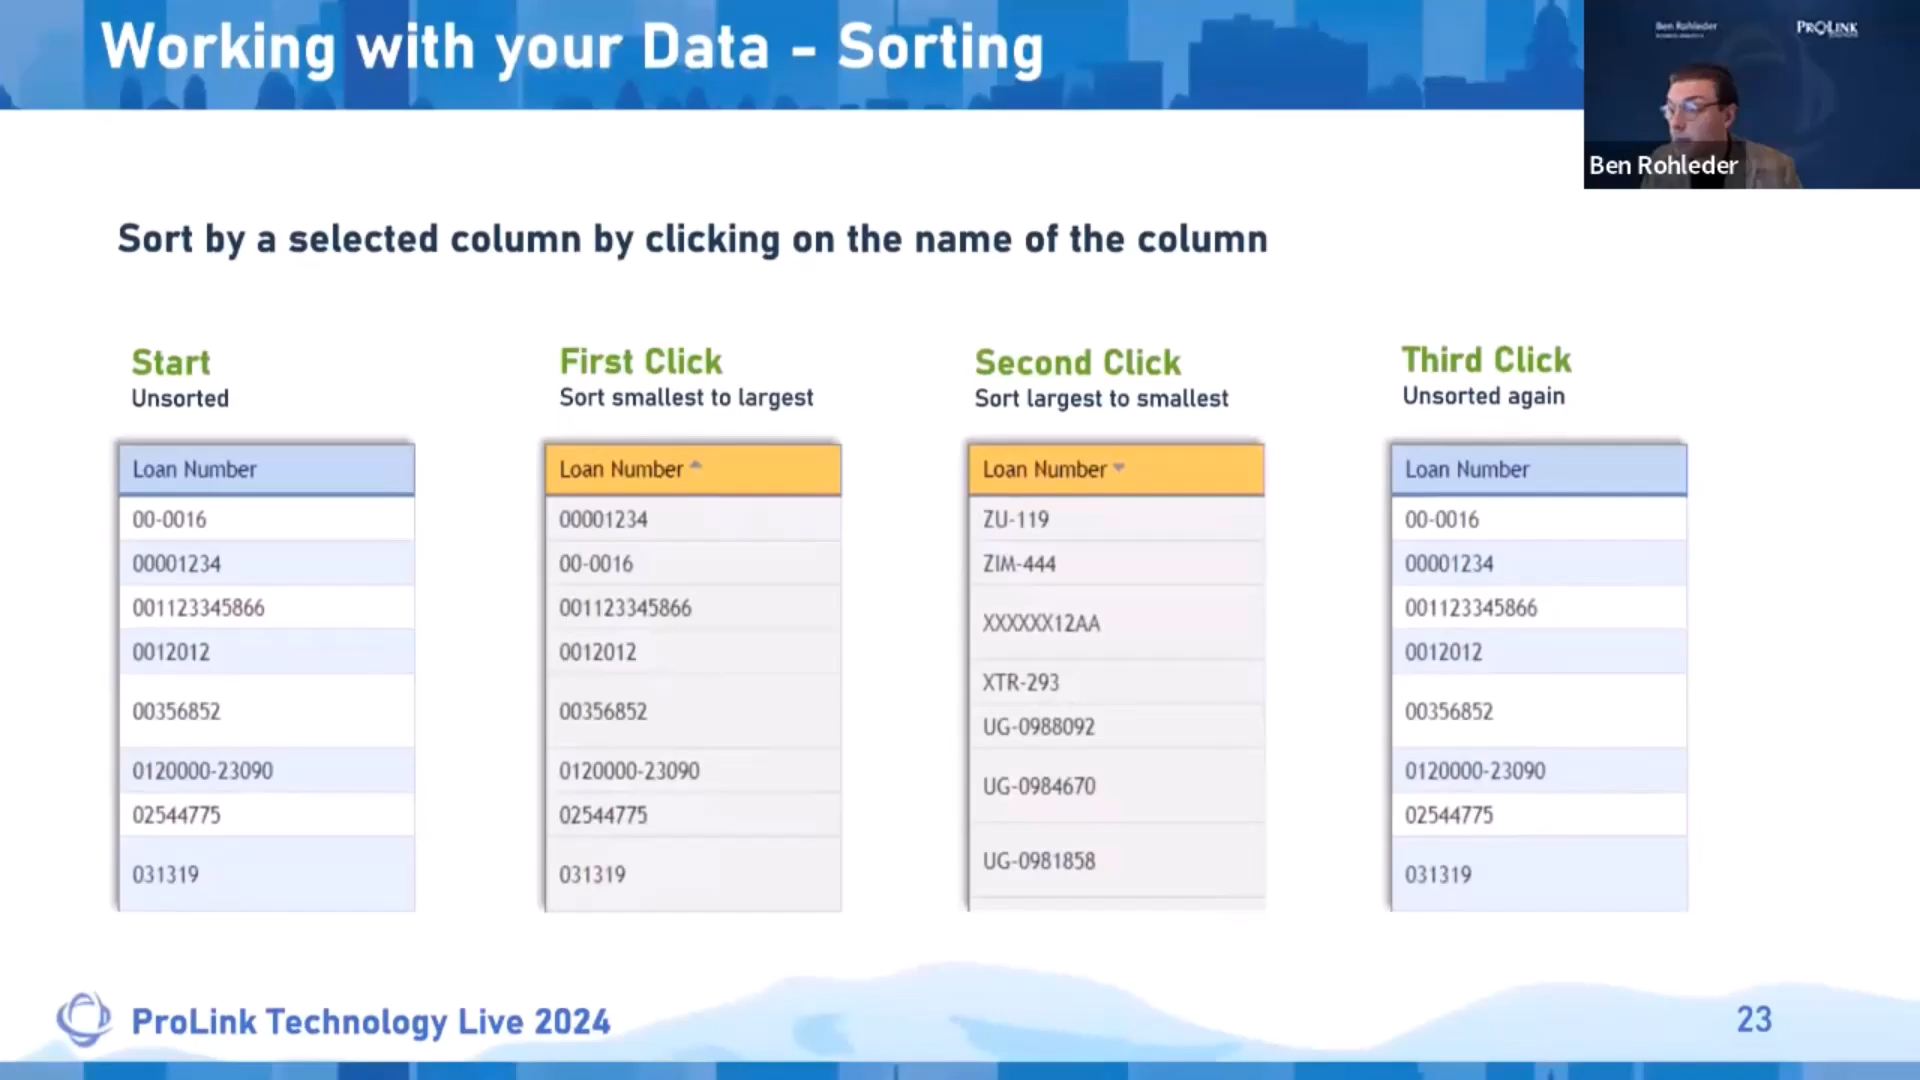 Working with your Data - Sorting
Ben Rohleder
PROLINK
Ben Rohleder
Sort by a selected column by clicking on the name of the column
Start
Unsorted
Loan Number
00-0016
00001234
001123345866
0012012
00356852
0120000-23090
02544775
031319
First Click
Sort smallest to largest
Loan Number
00001234
00-0016
001123345866
0012012
00356852
0120000-23090
02544775
031319
Second Click
Sort largest to smallest
Loan Number
ZU-119
ZIM-444
XXXXXX12AA
XTR-293
UG-0988092
UG-0984670
UG-0981858
Third Click
Unsorted again
Loan Number
00-0016
00001234
001123345866
0012012
00356852
0120000-23090
02544775
031319
ProLink Technology Live 2024
23